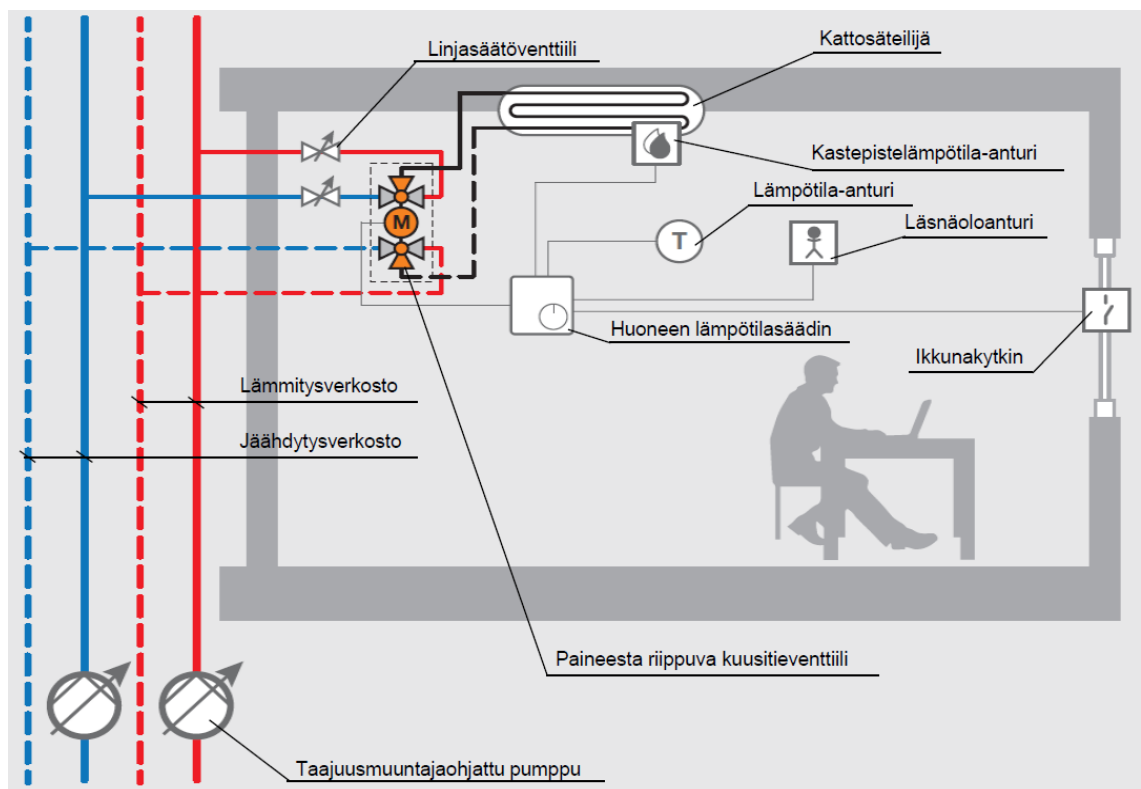 Linjasäätöventtiili
Kattosäteilijä
Kastepistelämpötila-anturi
Lämpötila-anturi
Läsnäoloanturi
M
T
Huoneen lämpötilasäädin
Ikkunakytkin
Lämmitysverkosto
Jäähdytysverkosto
Paineesta riippuva kuusitieventtiili
Taajuusmuuntajaohjattu pumppu